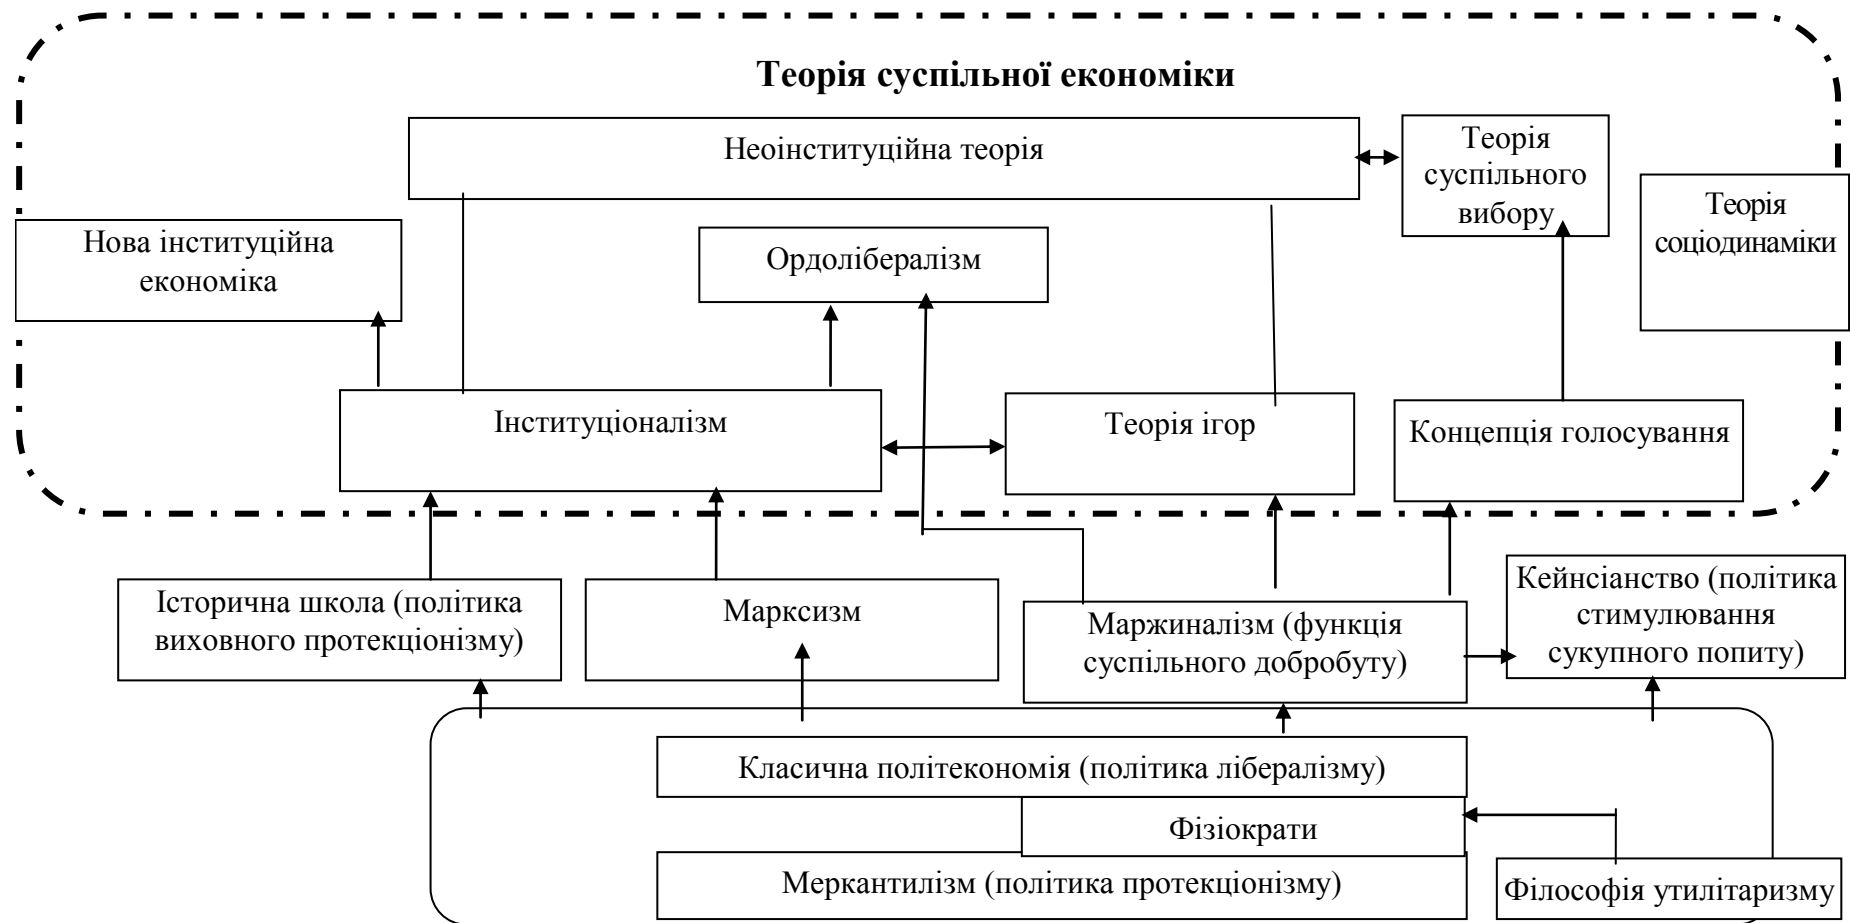 Теорія суспільної економіки
Неоінституційна теорія
Теорія
суспільного
вибору
Теорія
соціодинаміки
Нова інституційна
економіка
Ордолібералізм
Інституціоналізм
Теорія ігор
Концепція голосування
Історична школа (політика
виховного протекціонізму)
Марксизм
Маржиналізм (функція
суспільного добробуту)
Кейнсіанство (політика
стимулювання
сукупного попиту)
Класична політекономія (політика лібералізму)
Фізіократи
Меркантилізм (політика протекціонізму)
Філософія утилітаризму